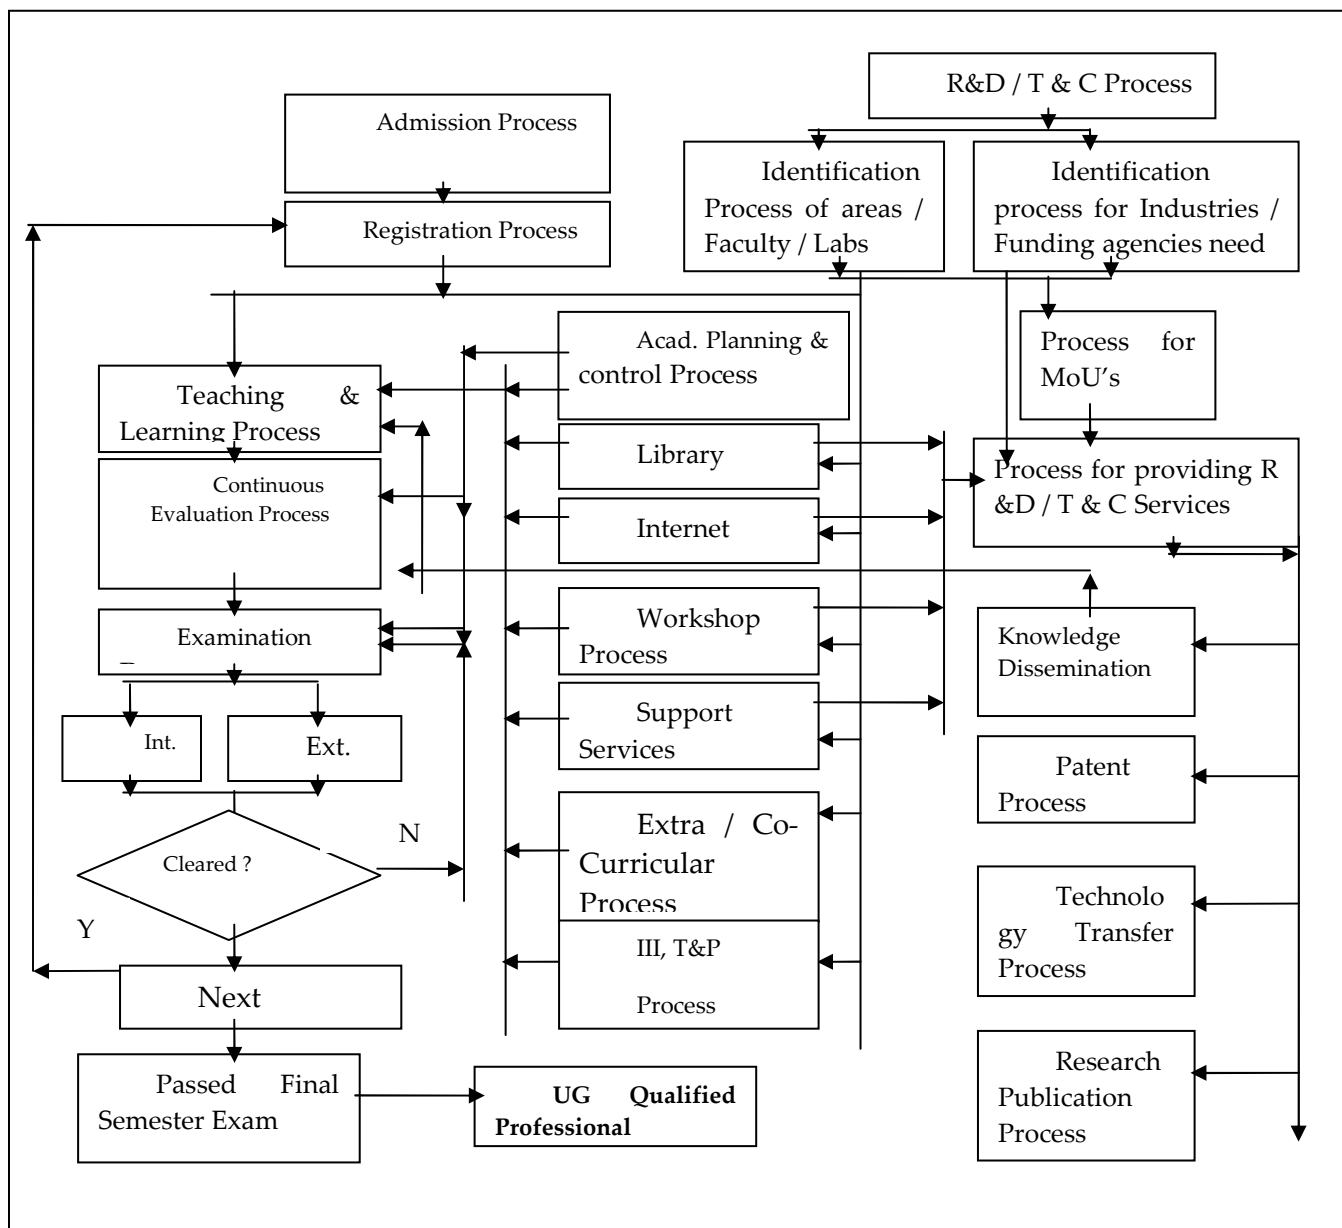 R&D / T & C Process
Admission Process
Identification
Process of areas /
Faculty / Labs
Identification
process for Industries /
Funding agencies need
Registration Process
Acad. Planning &
control Process
Process for
MoU's
Teaching &
Learning Process
Library
Process for providing R
&D / T & C Services
Continuous
Evaluation Process
Internet
Examination
Workshop
Process
Knowledge
Dissemination
Support
Services
Int.
Ext.
Patent
Process
Extra / Co-
Curricular
Process
N
Cleared ?
Technolo
gy Transfer
Process
Y
III, T&P
Process
Next
Passed Final
Semester Exam
UG Qualified
Professional
Research
Publication
Process